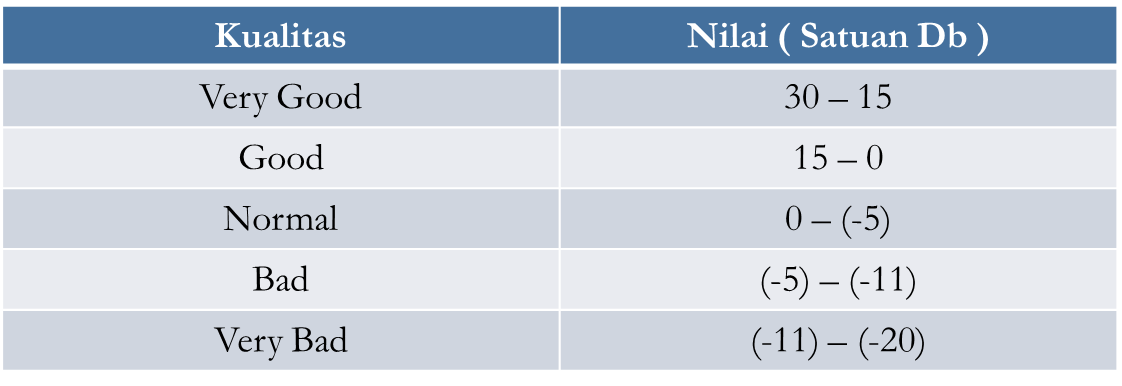 Kualitas Nilai ( Satuan Db )
Very Good 30 – 15
Good 15 – 0
Normal 0 – (-5)
Bad (-5) – (-11)
Very Bad (-11) – (-20)